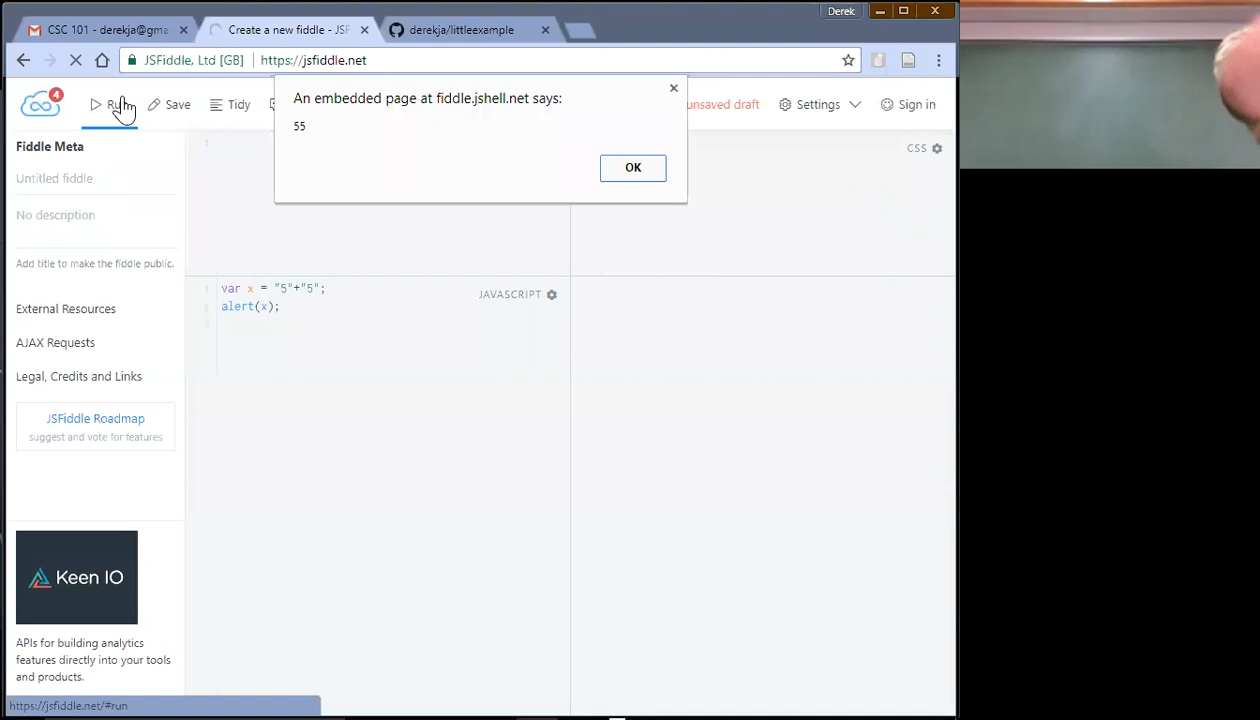 Derek
CSC 101 - derekja@gma
Create a new fiddle - JSF
derekja/littleexample
JSFiddle, Ltd [GB]
https://jsfiddle.net
4
Run
Save
Tidy
unsaved draft
Settings
Sign in
An embedded page at fiddle.jshell.net says:
55
OK
Fiddle Meta
Untitled fiddle
No description
Add title to make the fiddle public.
External Resources
AJAX Requests
Legal, Credits and Links
JSFiddle Roadmap
suggest and vote for features
Keen IO
APIs for building analytics
features directly into your tools
and products.
1
CSS
1 var x = "5"+"5";
alert(x);
JAVASCRIPT
https://jsfiddle.net/#run